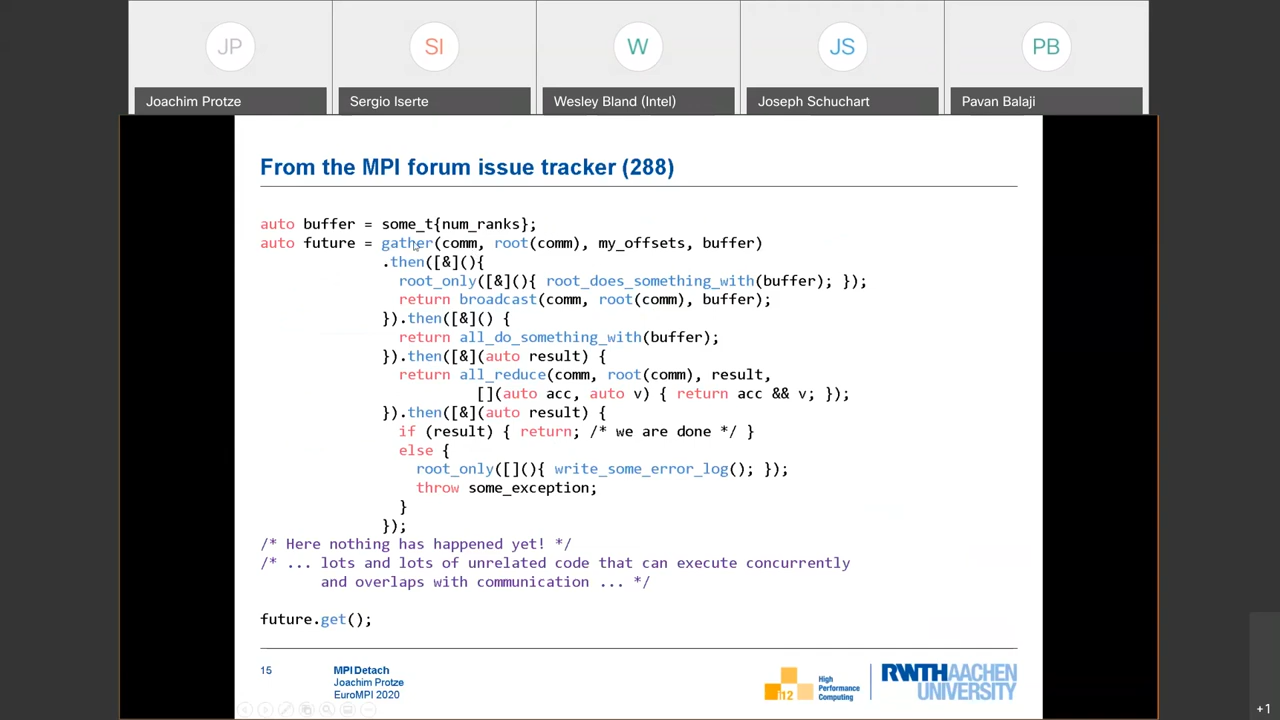 JP
SI
W
JS
PB
Joachim Protze
Sergio Iserte
Wesley Bland (Intel)
Joseph Schuchart
Pavan Balaji
From the MPI forum issue tracker (288)
auto buffer = some_t{num_ranks};
auto future = gather(comm, root(comm), my_offsets, buffer)
.then([&](){
root_only([&](){ root_does_something_with(buffer); });
return broadcast(comm, root(comm), buffer);
}).then([&]() {
return all_do_something_with(buffer);
}).then([&](auto result) {
return all_reduce(comm, root(comm), result,
[](auto acc, auto v) { return acc && v; });
}).then([&](auto result) {
if (result) { return; /* we are done */ }
else {
root_only([](){ write_some_error_log(); });
throw some_exception;
}
});
/* Here nothing has happened yet! */
/* ... lots and lots of unrelated code that can execute concurrently
and overlaps with communication ... */
future.get();
15
MPI Detach
Joachim Protze
EuroMPI 2020
12
High
Performance
Computing
RWTH AACHEN
UNIVERSITY
+1